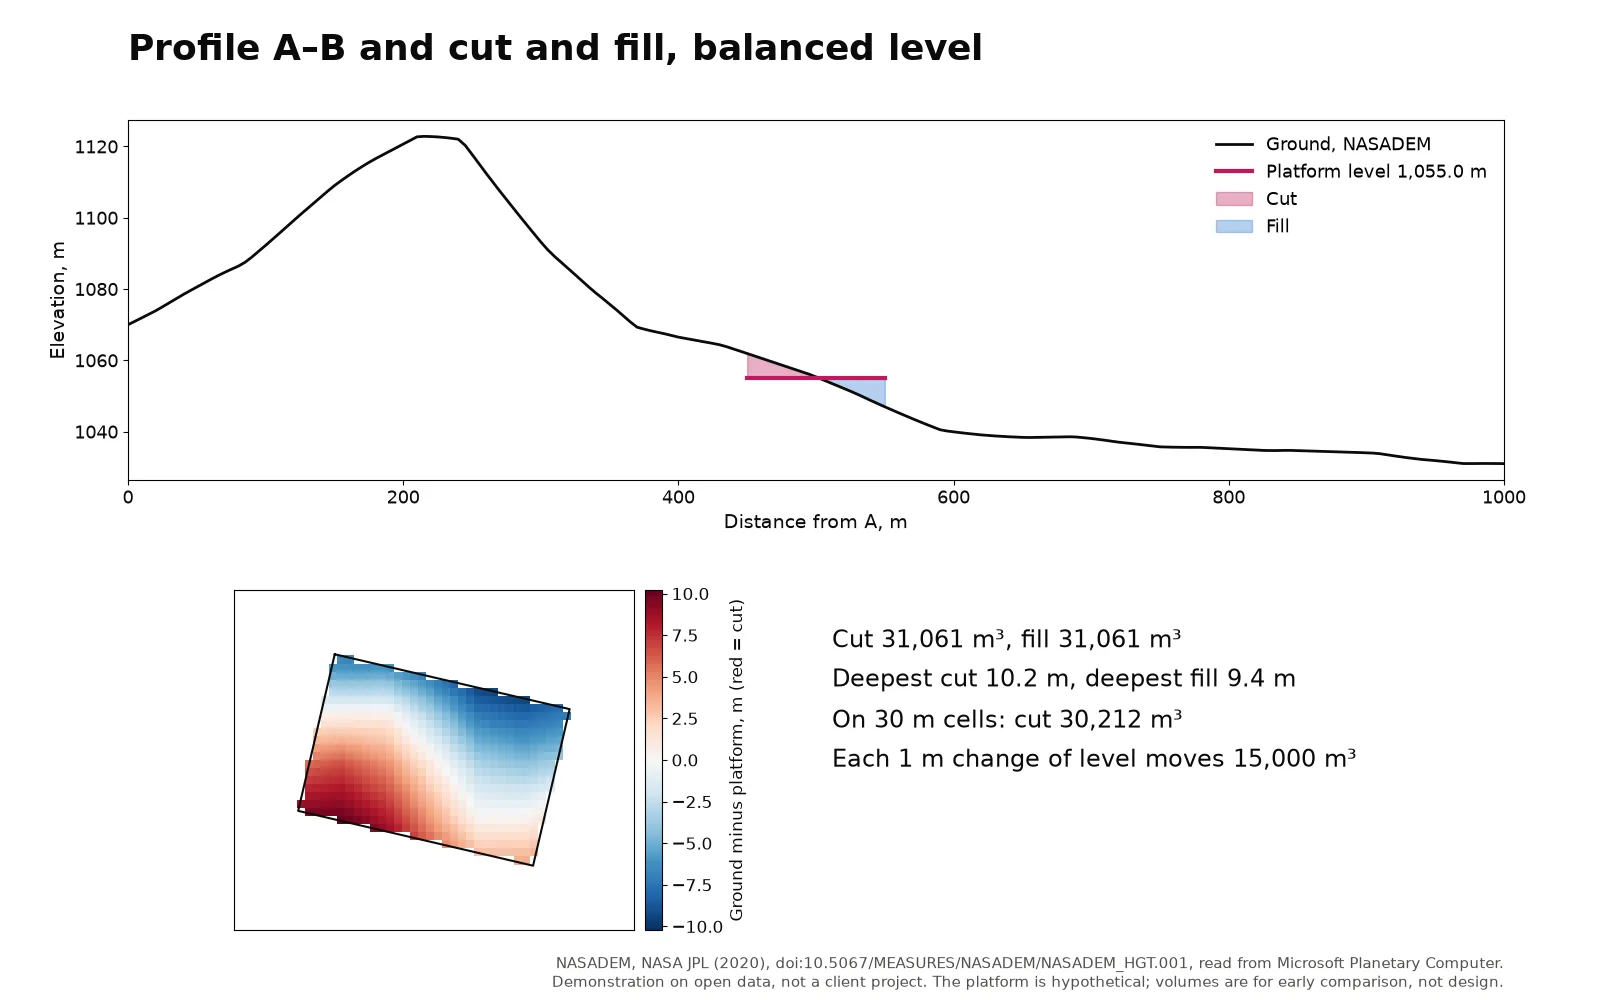 Profile A–B and cut and fill, balanced level
1120
1100
1080
1060
1040
Elevation, m
Ground, NASADEM
Platform level 1,055.0 m
Cut
Fill
0
200
400
600
800
1000
Distance from A, m
10.0
7.5
5.0
2.5
0.0
−2.5
−5.0
−7.5
−10.0
Ground minus platform, m (red = cut)
Cut 31,061 m³, fill 31,061 m³
Deepest cut 10.2 m, deepest fill 9.4 m
On 30 m cells: cut 30,212 m³
Each 1 m change of level moves 15,000 m³
NASADEM, NASA JPL (2020), doi:10.5067/MEASURES/NASADEM/NASADEM_HGT.001, read from Microsoft Planetary Computer.
Demonstration on open data, not a client project. The platform is hypothetical; volumes are for early comparison, not design.